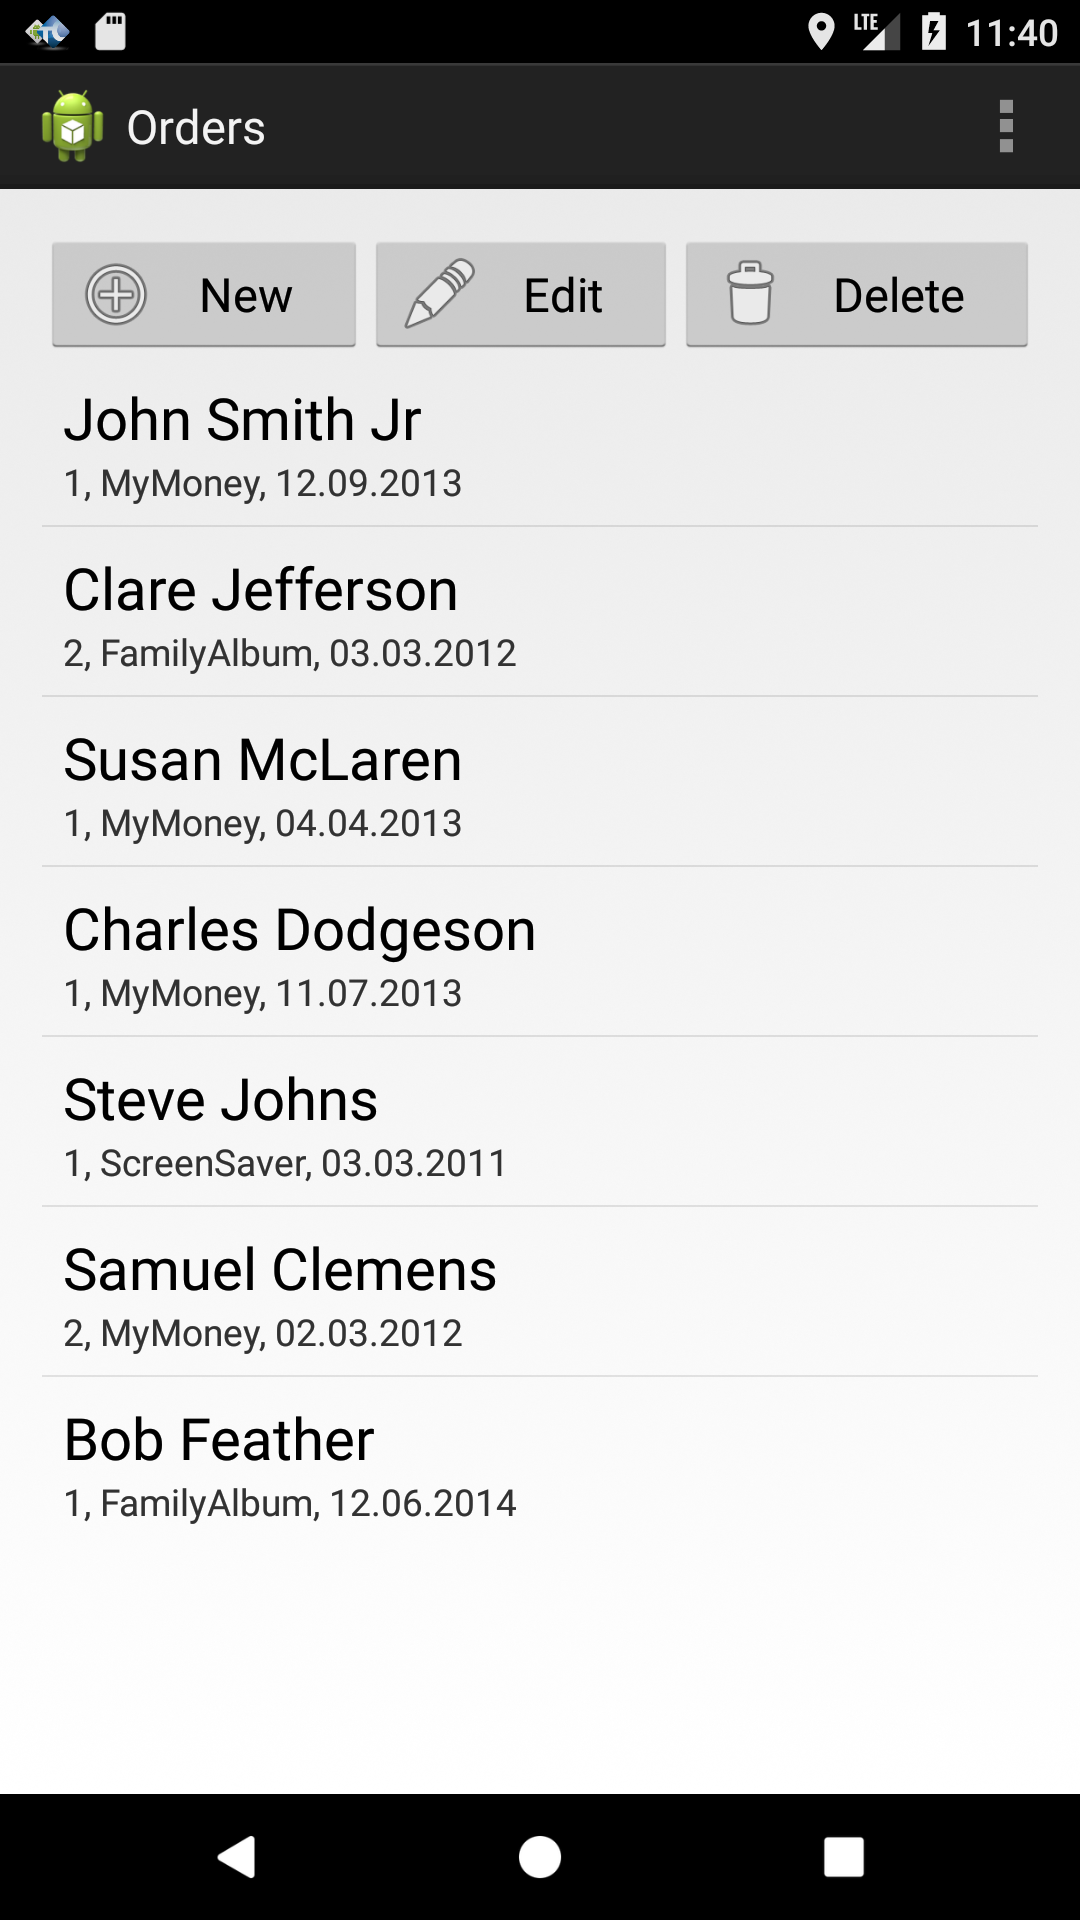 LTE 11:40
Orders
New Edit Delete
John Smith Jr
1, MyMoney, 12.09.2013
Clare Jefferson
2, FamilyAlbum, 03.03.2012
Susan McLaren
1, MyMoney, 04.04.2013
Charles Dodgeson
1, MyMoney, 11.07.2013
Steve Johns
1, ScreenSaver, 03.03.2011
Samuel Clemens
2, MyMoney, 02.03.2012
Bob Feather
1, FamilyAlbum, 12.06.2014